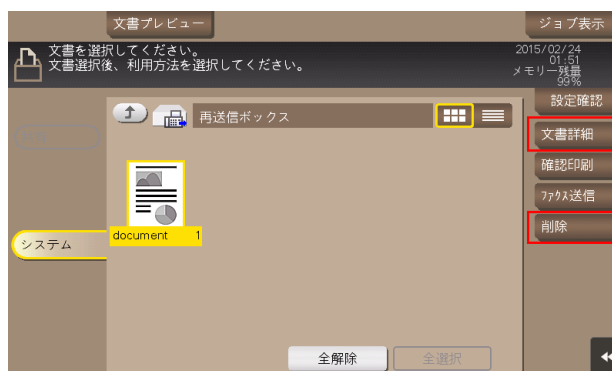 文書プレビュー
ジョブ表示
文書を選択してください。
文書選択後、利用方法を選択してください。
2015/02/24
01:51
メモリー残量
99%
設定確認
再送信ボックス
文書詳細
確認印刷
ファクス送信
削除
document 1
システム
全解除
全選択